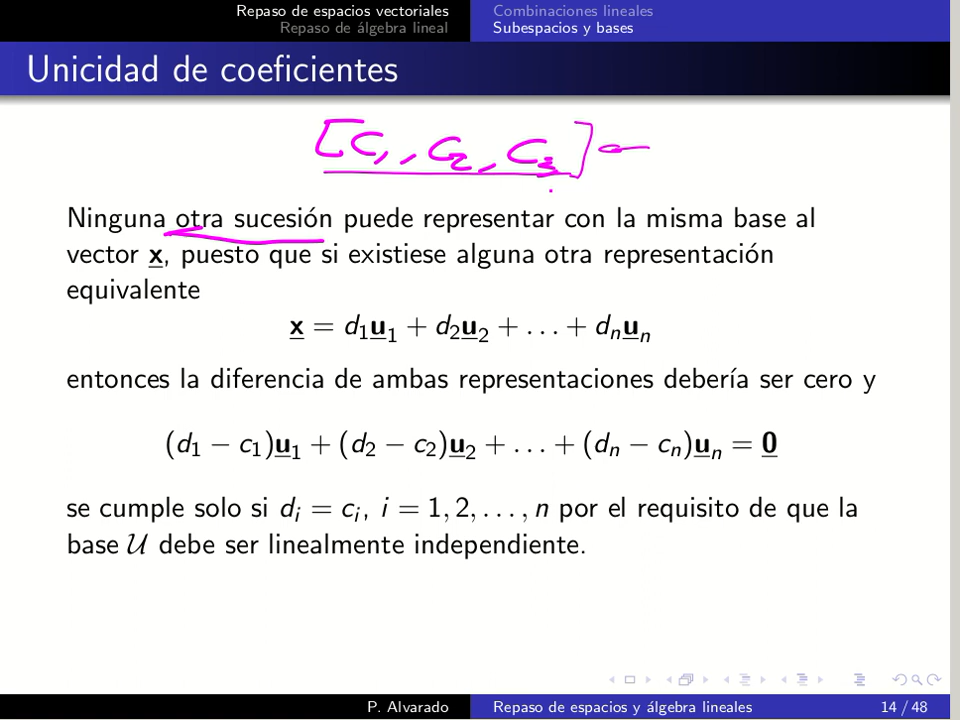 Repaso de espacios vectoriales
Repaso de álgebra lineal
Combinaciones lineales
Subespacios y bases
Unicidad de coeficientes
[c₁, , c₂, c₃]
Ninguna otra sucesión puede representar con la misma base al
vector x, puesto que si existiese alguna otra representación
equivalente
x = d₁u₁ + d₂u₂ + . . . + dₙuₙ
entonces la diferencia de ambas representaciones debería ser cero y
(d₁ − c₁)u₁ + (d₂ − c₂)u₂ + . . . + (dₙ − cₙ)uₙ = 0
se cumple solo si dᵢ = cᵢ, i = 1, 2, . . . , n por el requisito de que la
base 𝒰 debe ser linealmente independiente.
P. Alvarado
Repaso de espacios y álgebra lineales
14 / 48